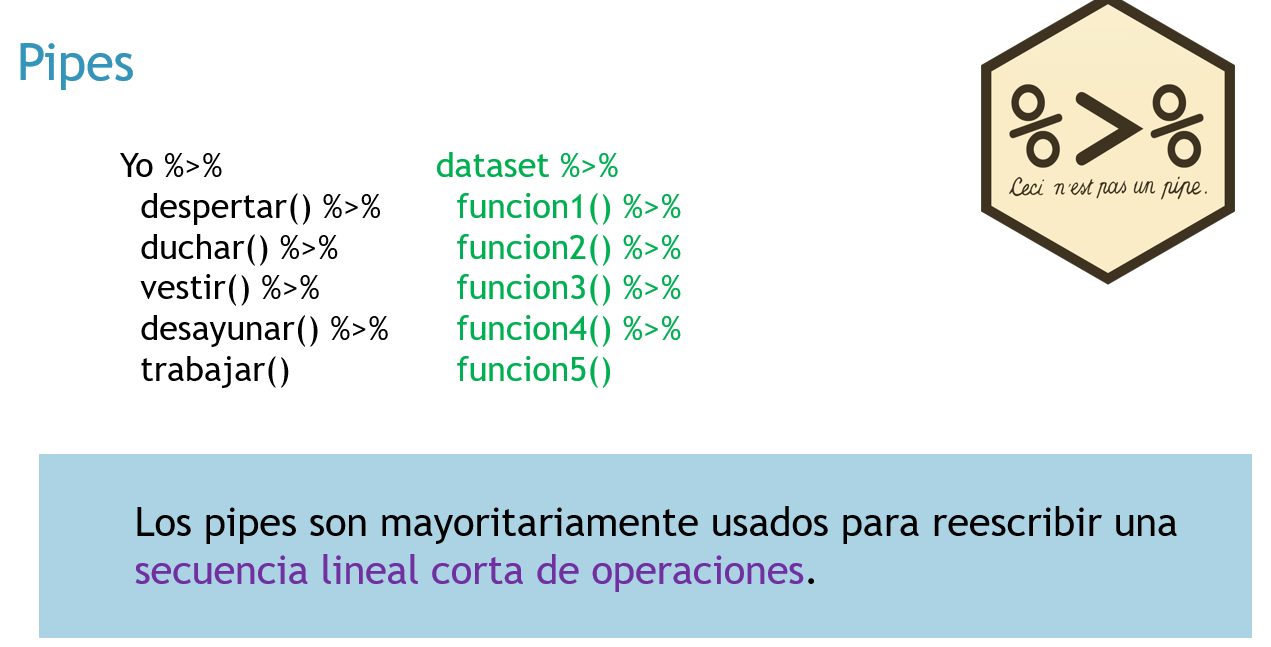 Pipes
%>%
Ceci n'est pas un pipe.
Yo %>%
despertar() %>%
duchar() %>%
vestir() %>%
desayunar() %>%
trabajar()
dataset %>%
funcion1() %>%
funcion2() %>%
funcion3() %>%
funcion4() %>%
funcion5()
Los pipes son mayoritariamente usados para reescribir una
secuencia lineal corta de operaciones.